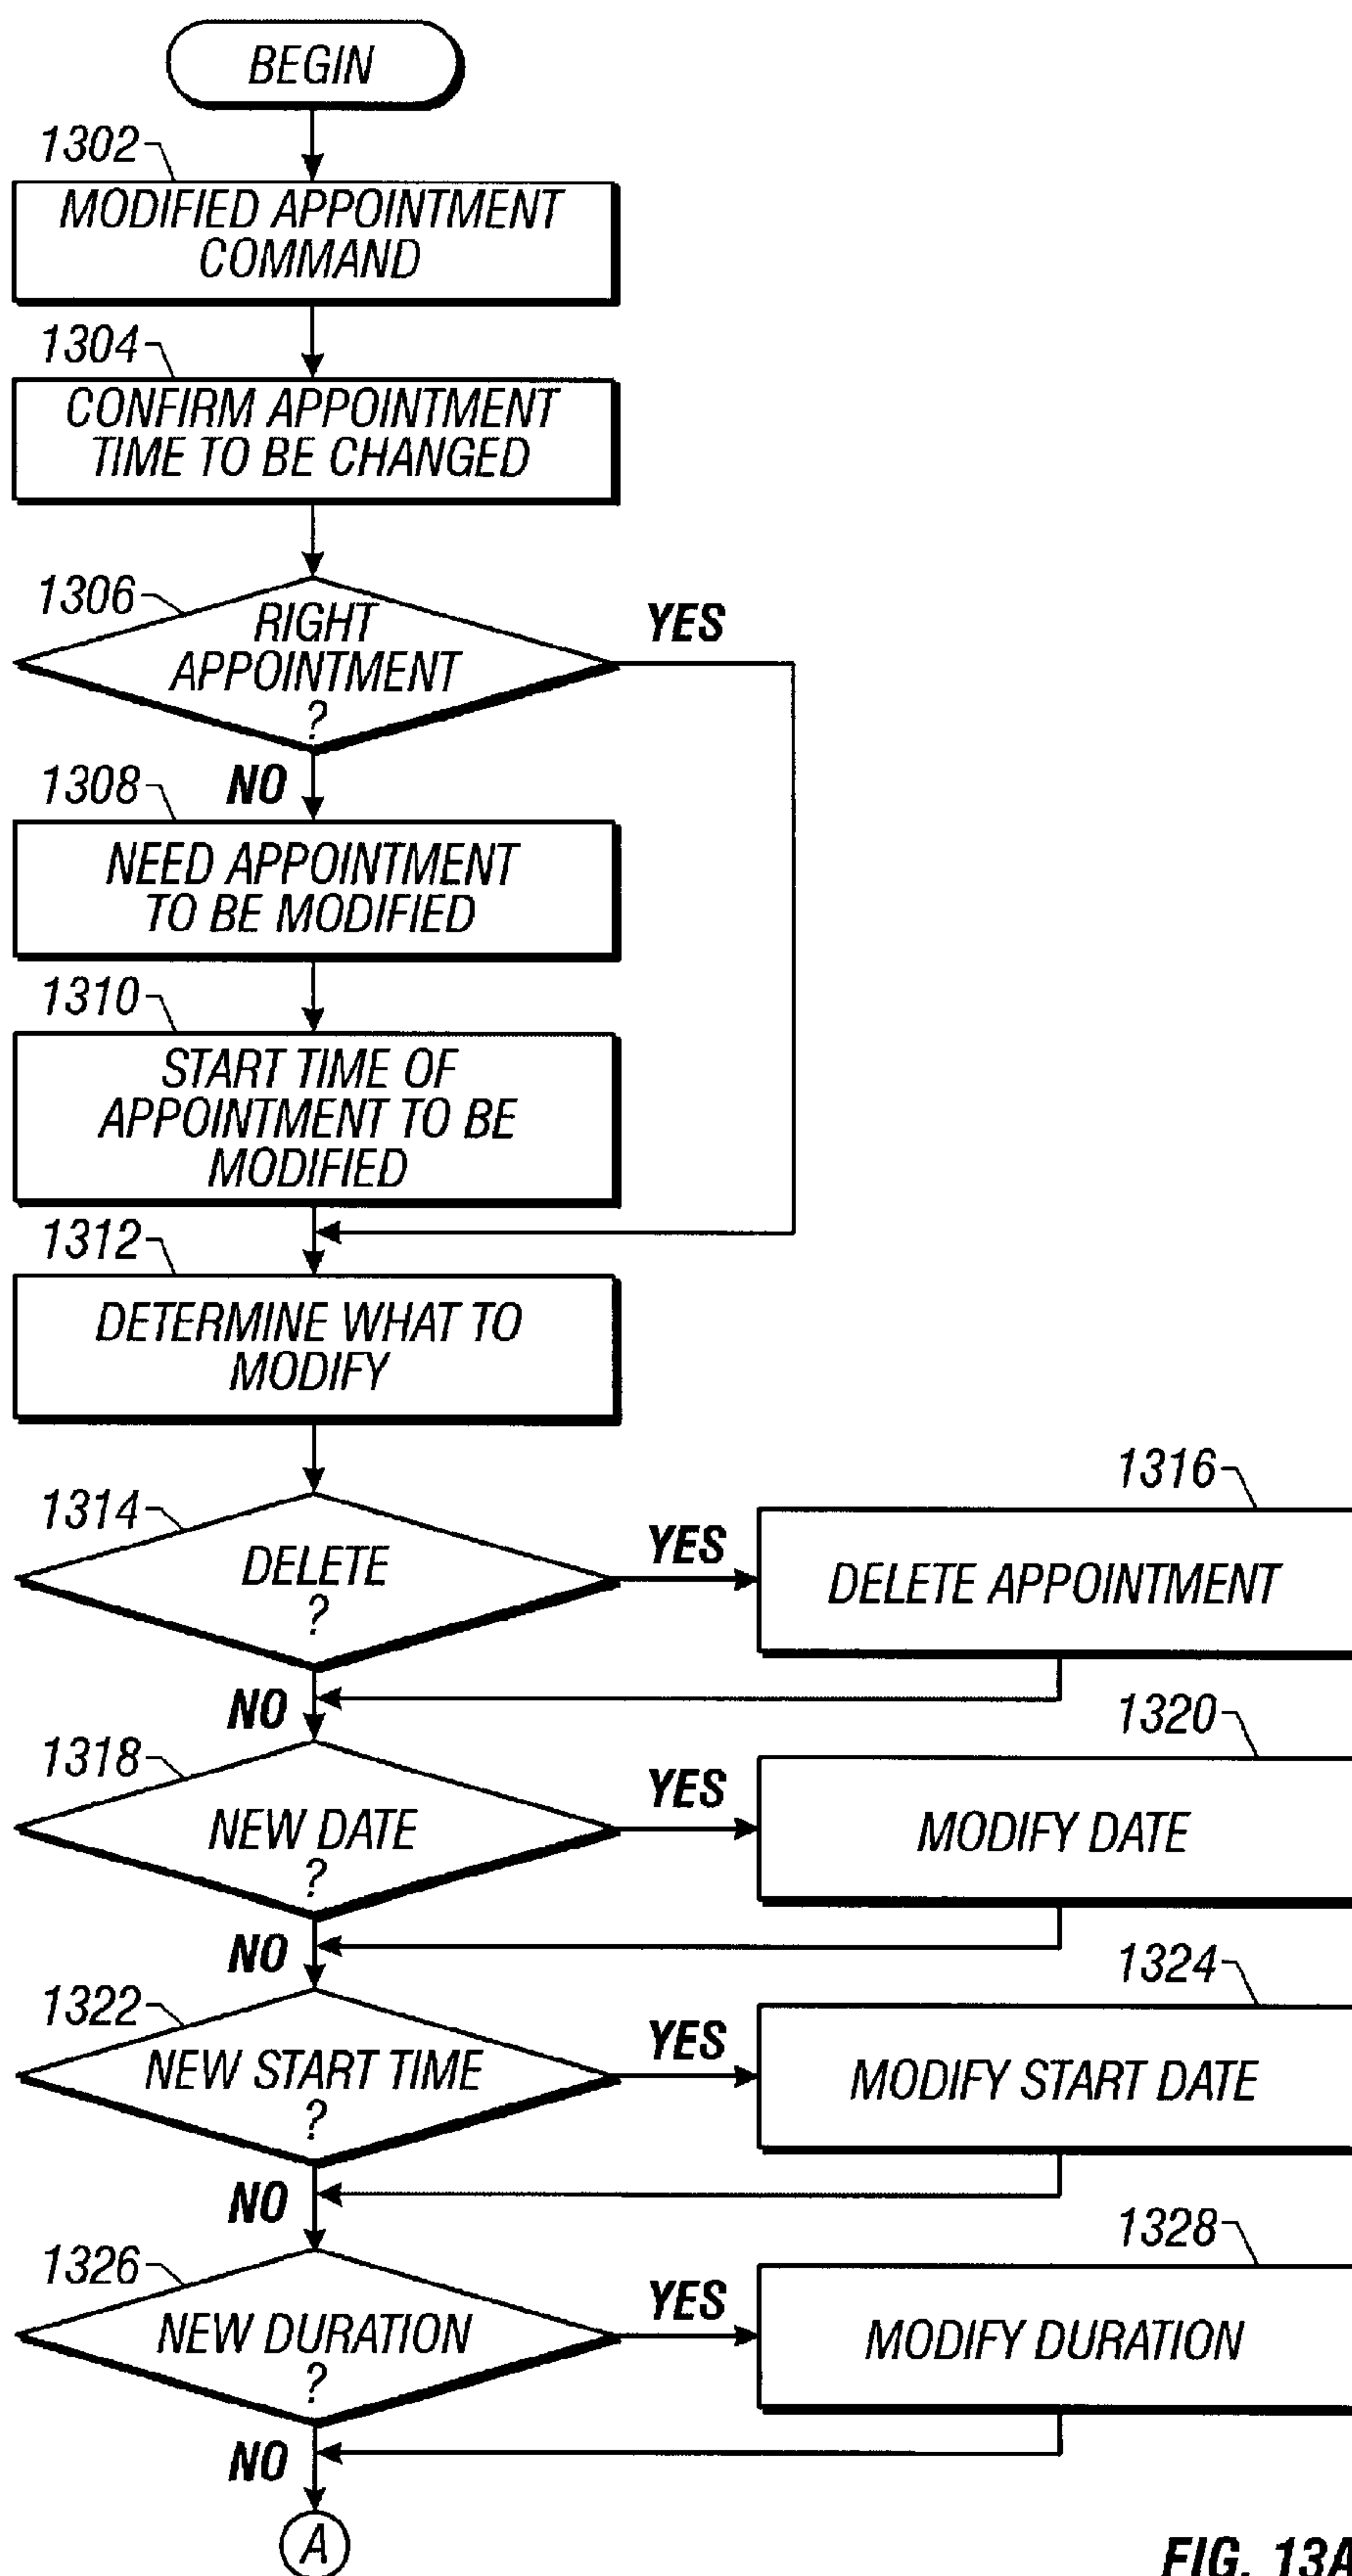 BEGIN
1302
MODIFIED APPOINTMENT
COMMAND
1304
CONFIRM APPOINTMENT
TIME TO BE CHANGED
1306
RIGHT
APPOINTMENT
?
YES
NO
1308
NEED APPOINTMENT
TO BE MODIFIED
1310
START TIME OF
APPOINTMENT TO BE
MODIFIED
1312
DETERMINE WHAT TO
MODIFY
1314
DELETE
?
YES
1316
DELETE APPOINTMENT
NO
1318
NEW DATE
?
YES
1320
MODIFY DATE
NO
1322
NEW START TIME
?
YES
1324
MODIFY START DATE
NO
1326
NEW DURATION
?
YES
1328
MODIFY DURATION
NO
A
FIG. 13A